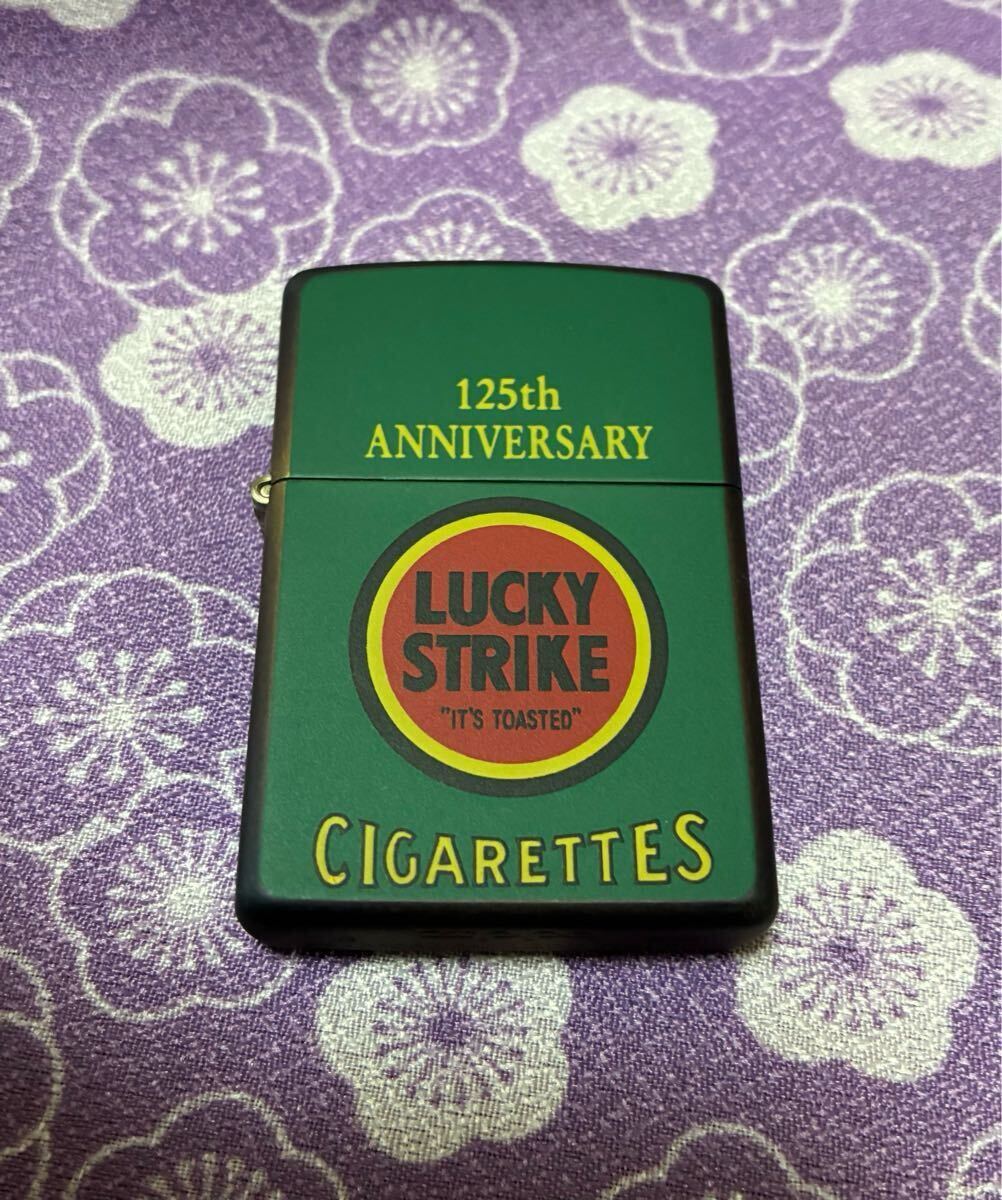 125th
ANNIVERSARY
LUCKY
STRIKE
"IT'S TOASTED"
CIGARETTES